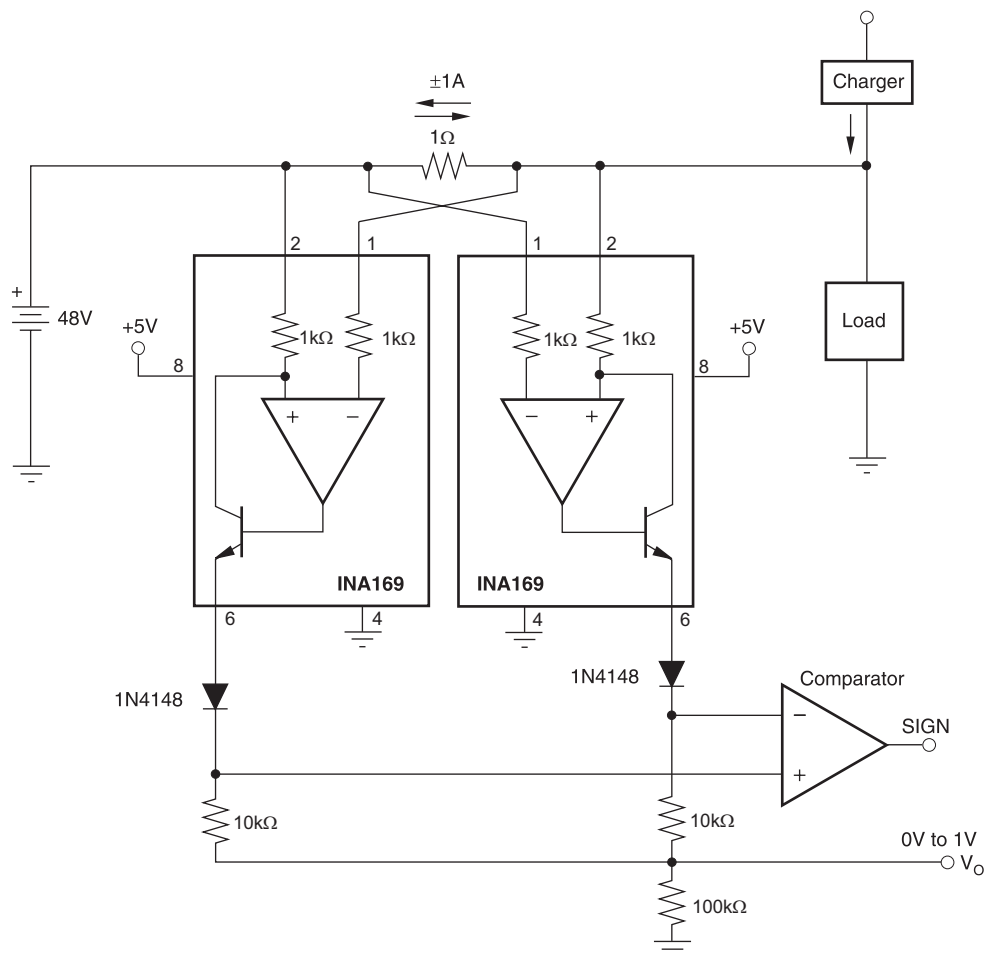 ±1A
Charger
1Ω
2
1
1
2
+
48V
+5V
8
1kΩ
1kΩ
1kΩ
1kΩ
8
+5V
Load
+
−
−
+
INA169
INA169
6
4
4
6
1N4148
1N4148
Comparator
−
SIGN
+
10kΩ
10kΩ
0V to 1V
VO
100kΩ